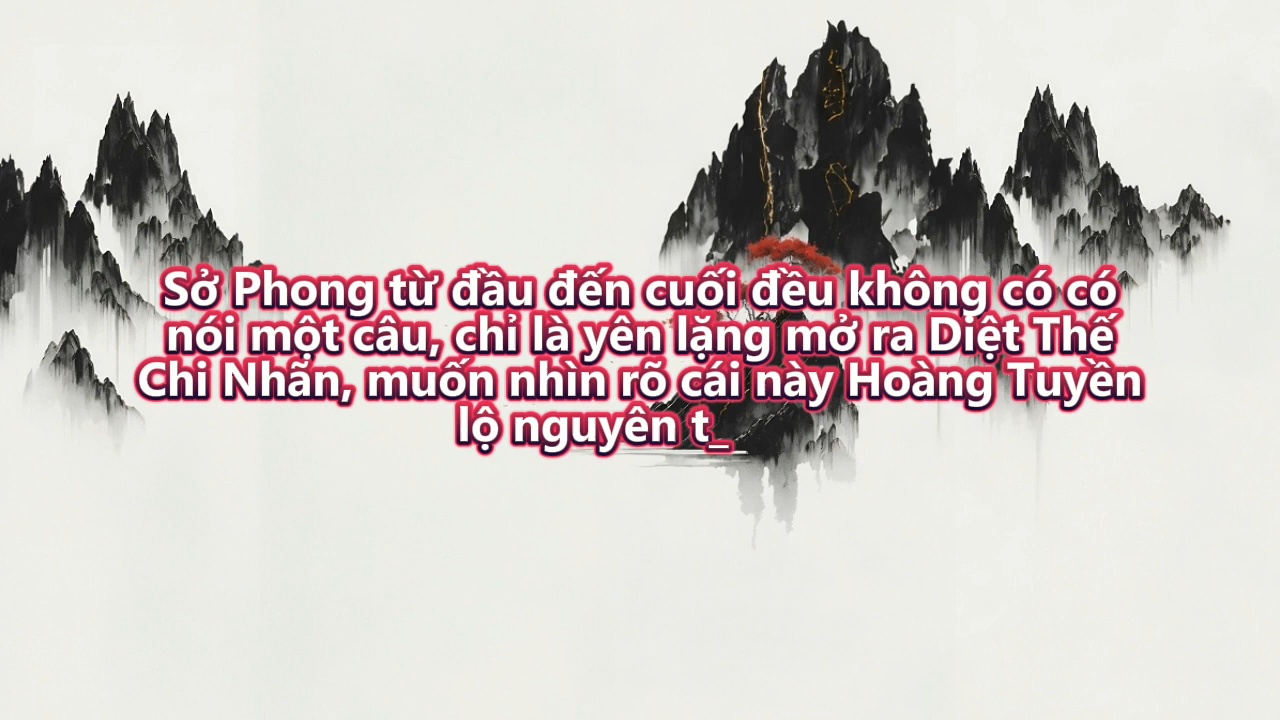 Sở Phong từ đầu đến cuối đều không có có
nói một câu, chỉ là yên lặng mở ra Diệt Thế
Chi Nhãn, muốn nhìn rõ cái này Hoàng Tuyền
lộ nguyên t_